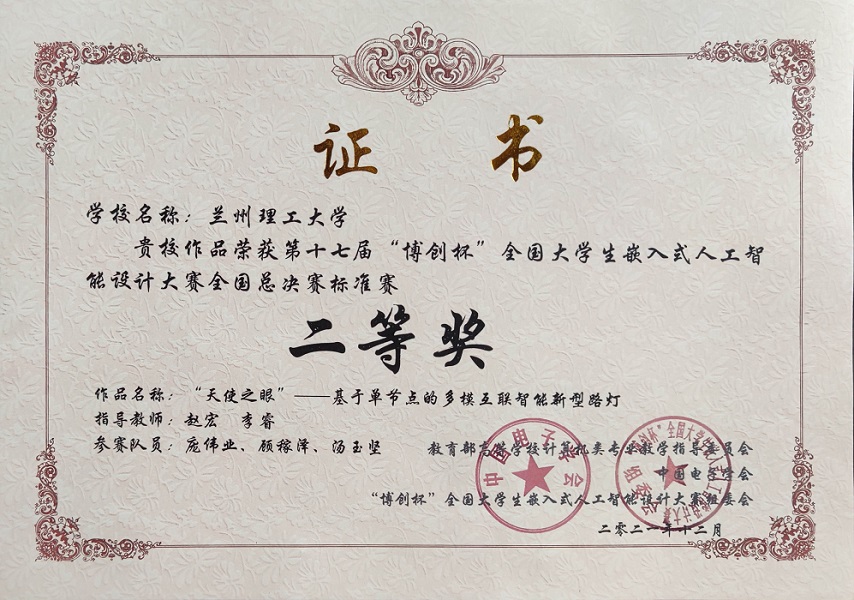 证 书
学校名称：兰州理工大学
贵校作品荣获第十七届“博创杯”全国大学生嵌入式人工智
能设计大赛全国总决赛标准赛
二等奖
作品名称：“天使之眼”——基于单节点的多模互联智能新型路灯
指导教师：赵宏 李睿
参赛队员：庞伟业、顾稼泽、汤玉坚
教育部高等学校计算机类专业教学指导委员会
中国电子学会
“博创杯”全国大学生嵌入式人工智能设计大赛组委会
二零二一年十二月
中国电子学会